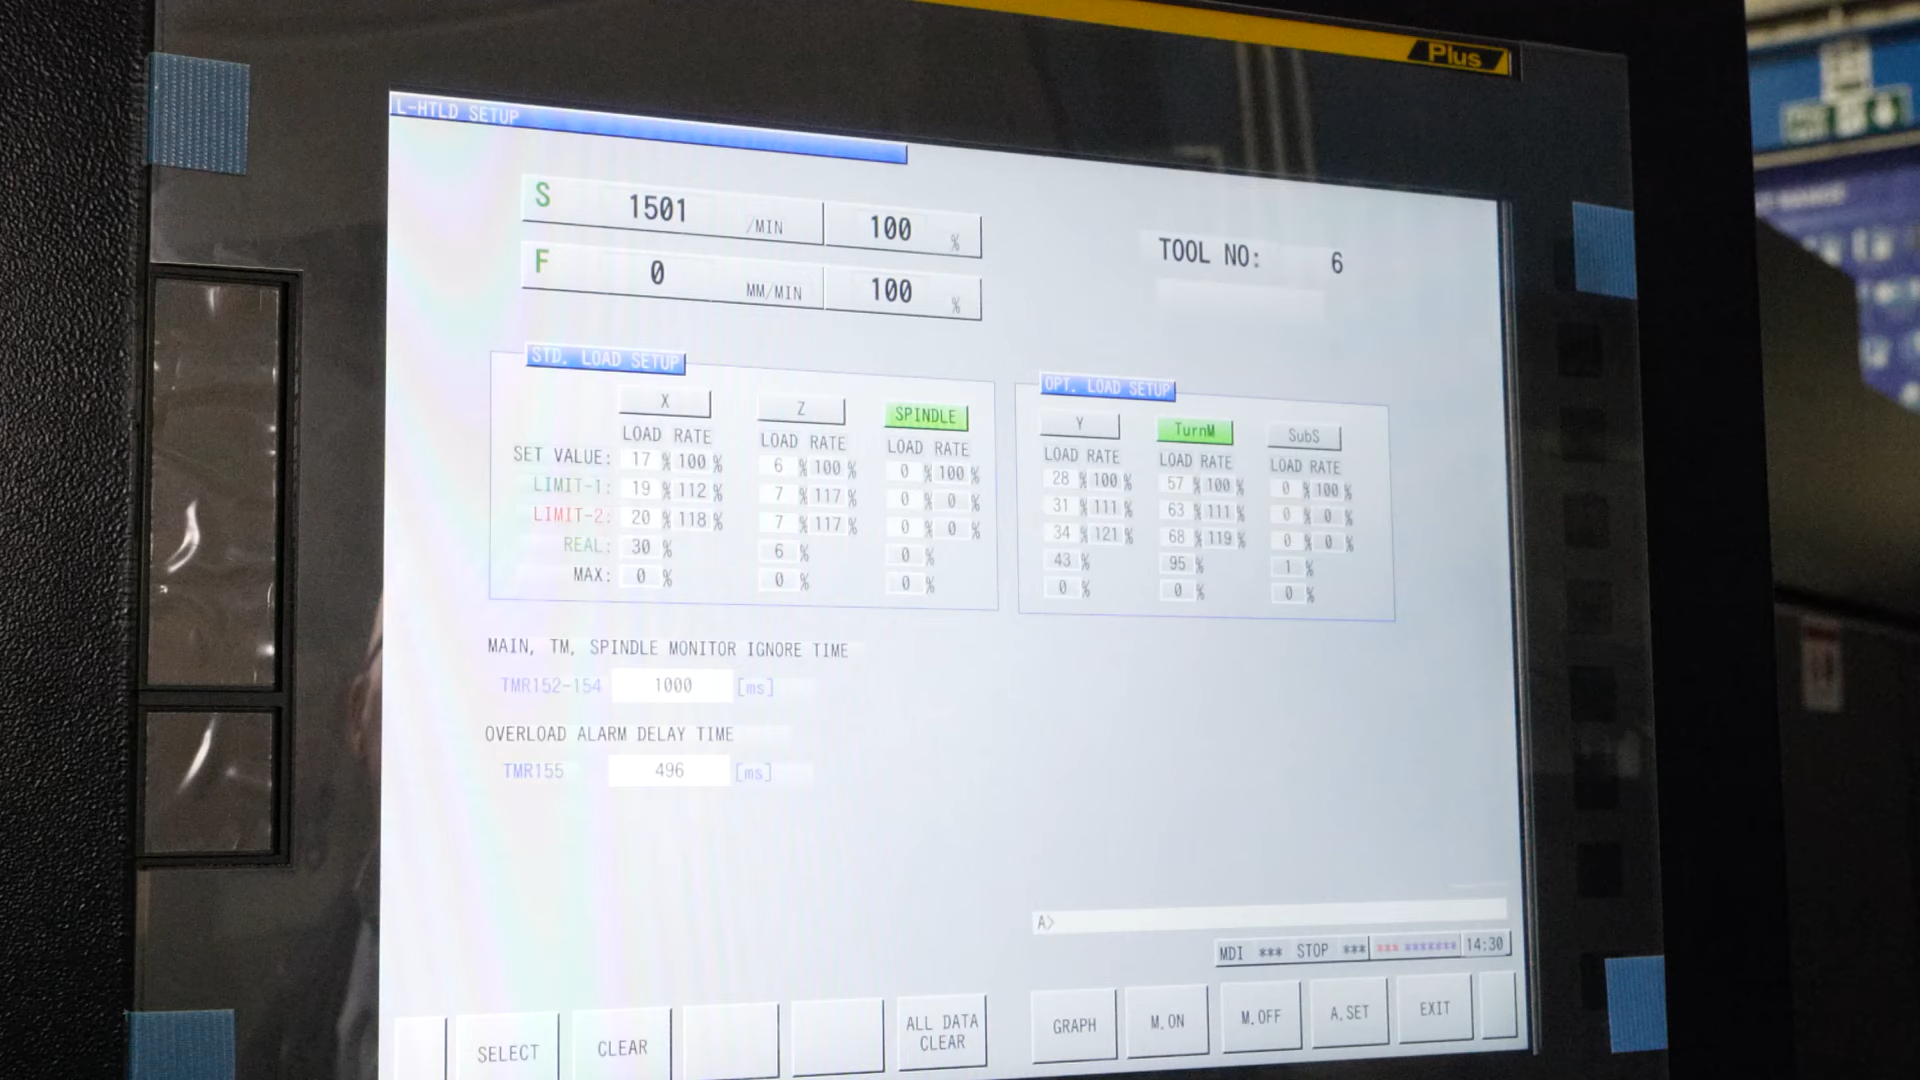 Plus
L-HTLD SETUP
S 1501 /MIN 100 %
F 0 MM/MIN 100 %
TOOL NO: 6
STD. LOAD SETUP
X Z SPINDLE
LOAD RATE LOAD RATE LOAD RATE
SET VALUE: 17 % 100 % 6 % 100 % 0 % 100 %
LIMIT-1: 19 % 112 % 7 % 117 % 0 % 0 %
LIMIT-2: 20 % 118 % 7 % 117 % 0 % 0 %
REAL: 30 % 6 % 0 %
MAX: 0 % 0 % 0 %
OPT. LOAD SETUP
Y TurnM SubS
LOAD RATE LOAD RATE LOAD RATE
28 % 100 % 57 % 100 % 0 % 100 %
31 % 111 % 63 % 111 % 0 % 0 %
34 % 121 % 68 % 119 % 0 % 0 %
43 % 95 % 1 %
0 % 0 % 0 %
MAIN, TM, SPINDLE MONITOR IGNORE TIME
TMR152-154 1000 [ms]
OVERLOAD ALARM DELAY TIME
TMR155 496 [ms]
A>
MDI *** STOP *** *** ******* 14:30
SELECT CLEAR ALL DATA CLEAR GRAPH M.ON M.OFF A.SET EXIT